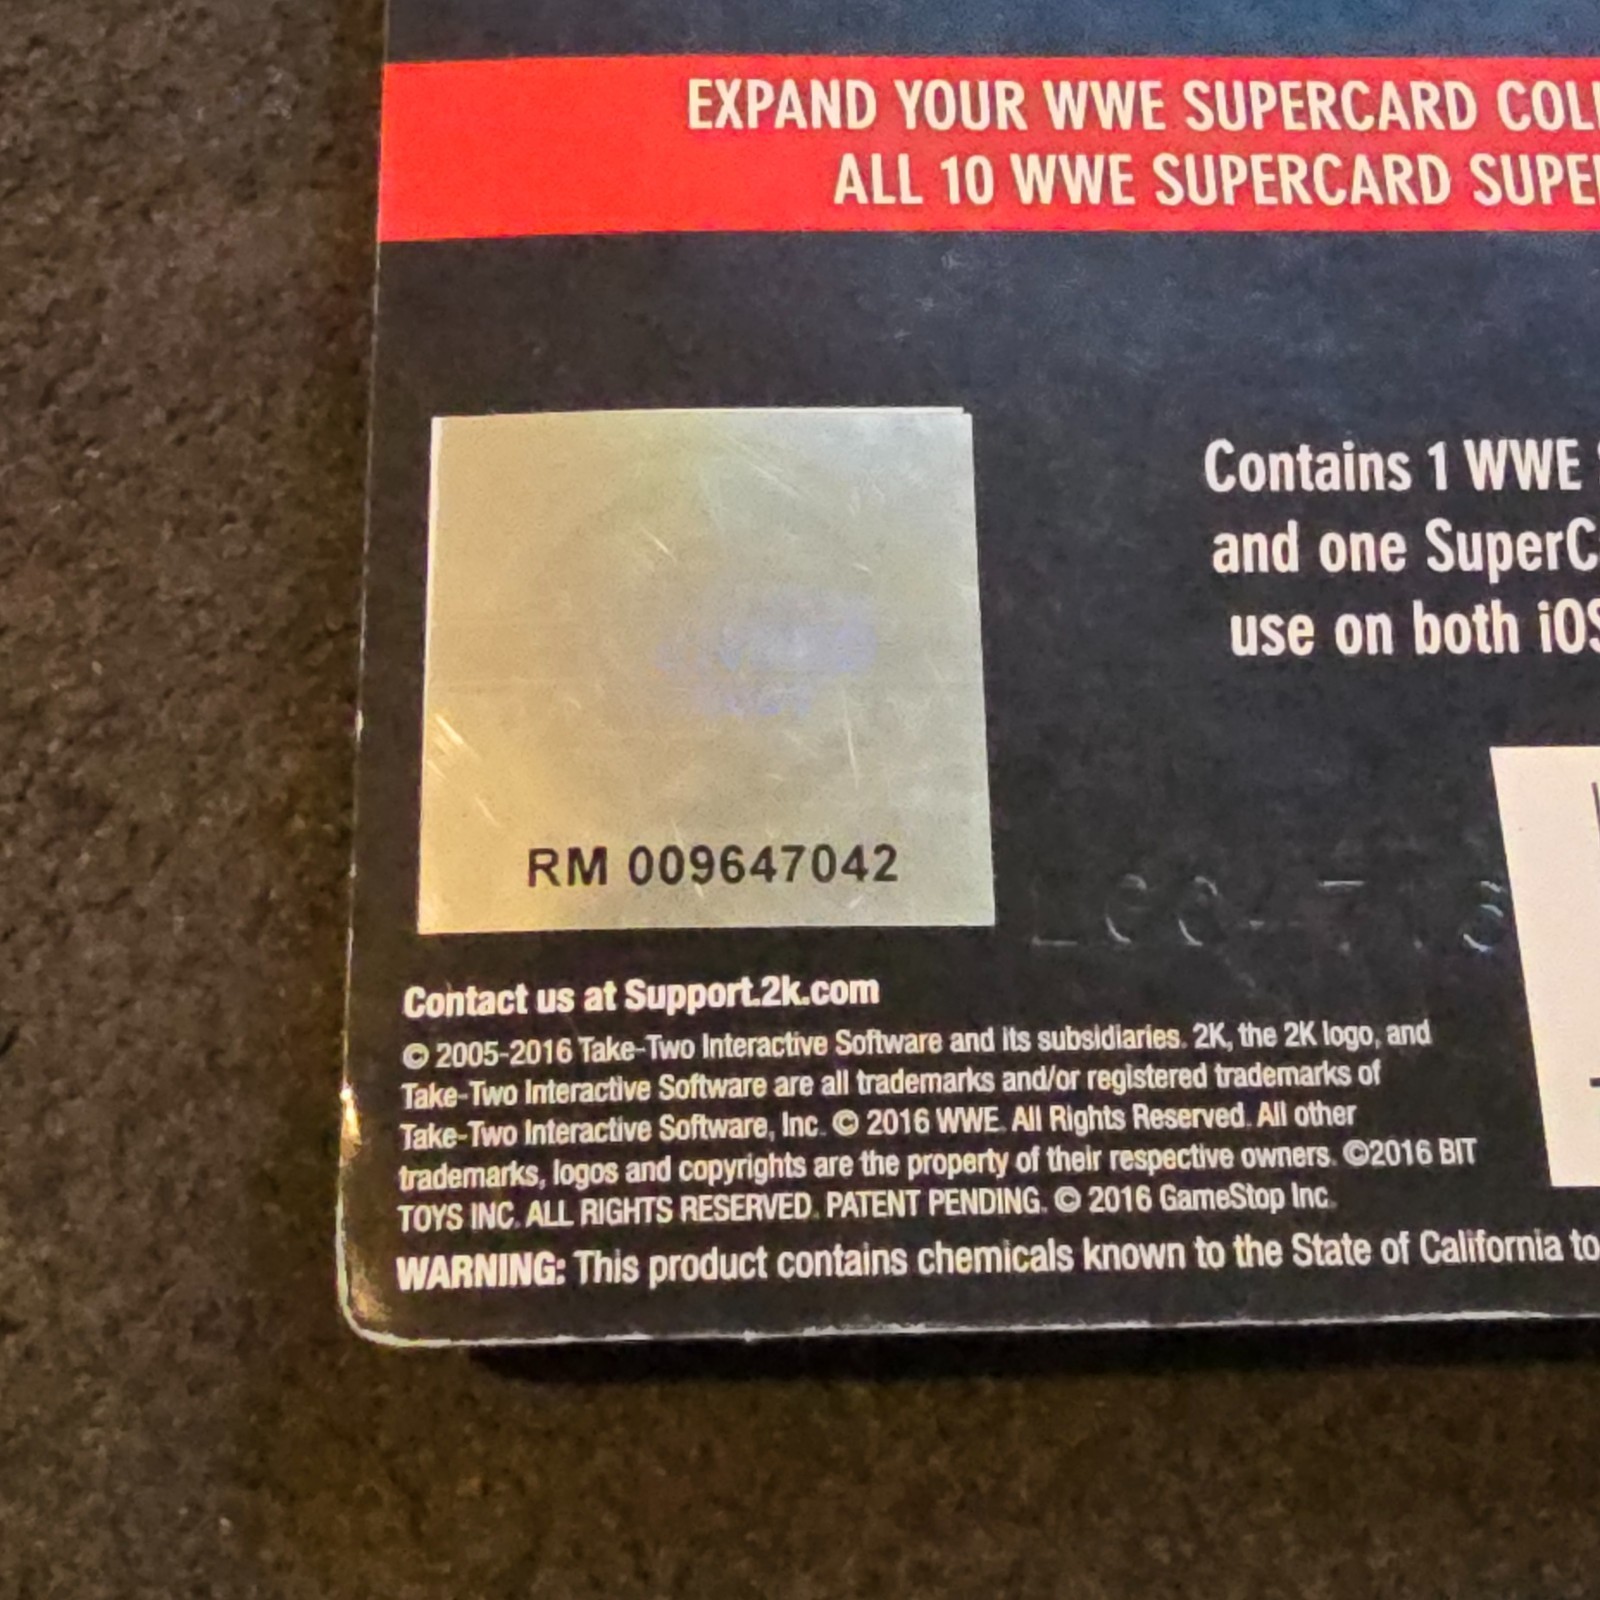 EXPAND YOUR WWE SUPERCARD
ALL 10 WWE SUPERCARD
Contains 1 WWE
and one
use on both
RM 009647042
Contact us at Support.2k.com
© 2005-2016 Take-Two Interactive Software and its subsidiaries. 2K, the 2K logo, and
Take-Two Interactive Software are all trademarks and/or registered trademarks of
Take-Two Interactive Software, Inc. © 2016 WWE. All Rights Reserved. All other
trademarks, logos and copyrights are the property of their respective owners. ©2016 BIT
TOYS INC. ALL RIGHTS RESERVED. PATENT PENDING. © 2016 GameStop Inc.
WARNING: This product contains chemicals known to the State of California to